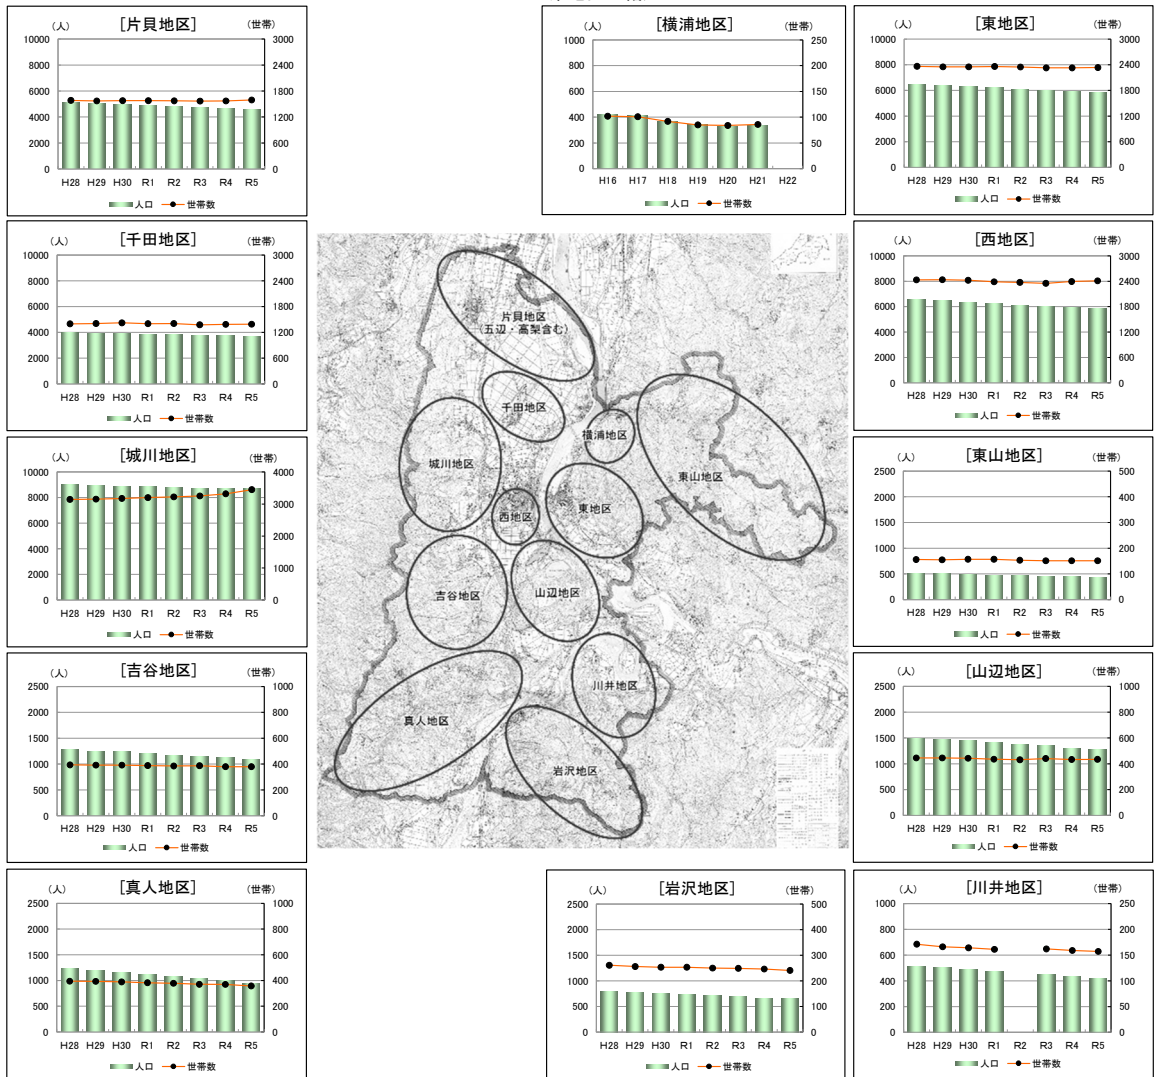 [片貝地区]
(人) (世帯)
10000 8000 6000 4000 2000 0
3000 2400 1800 1200 600 0
H28 H29 H30 R1 R2 R3 R4 R5
人口 世帯数
[横浦地区]
(人) (世帯)
1000 800 600 400 200 0
250 200 150 100 50 0
H16 H17 H18 H19 H20 H21 H22
人口 世帯数
[東地区]
(人) (世帯)
10000 8000 6000 4000 2000 0
3000 2400 1800 1200 600 0
H28 H29 H30 R1 R2 R3 R4 R5
人口 世帯数
[千田地区]
(人) (世帯)
10000 8000 6000 4000 2000 0
3000 2400 1800 1200 600 0
H28 H29 H30 R1 R2 R3 R4 R5
人口 世帯数
[西地区]
(人) (世帯)
10000 8000 6000 4000 2000 0
3000 2400 1800 1200 600 0
H28 H29 H30 R1 R2 R3 R4 R5
人口 世帯数
片貝地区
(五辺・高梨含む)
千田地区
横浦地区
城川地区
東山地区
西地区
東地区
吉谷地区
山辺地区
川井地区
真人地区
岩沢地区
[城川地区]
(人) (世帯)
10000 8000 6000 4000 2000 0
4000 3000 2000 1000 0
H28 H29 H30 R1 R2 R3 R4 R5
人口 世帯数
[東山地区]
(人) (世帯)
2500 2000 1500 1000 500 0
500 400 300 200 100 0
H28 H29 H30 R1 R2 R3 R4 R5
人口 世帯数
[吉谷地区]
(人) (世帯)
2500 2000 1500 1000 500 0
1000 800 600 400 200 0
H28 H29 H30 R1 R2 R3 R4 R5
人口 世帯数
[山辺地区]
(人) (世帯)
2500 2000 1500 1000 500 0
1000 800 600 400 200 0
H28 H29 H30 R1 R2 R3 R4 R5
人口 世帯数
[真人地区]
(人) (世帯)
2500 2000 1500 1000 500 0
1000 800 600 400 200 0
H28 H29 H30 R1 R2 R3 R4 R5
人口 世帯数
[岩沢地区]
(人) (世帯)
2500 2000 1500 1000 500 0
500 400 300 200 100 0
H28 H29 H30 R1 R2 R3 R4 R5
人口 世帯数
[川井地区]
(人) (世帯)
1000 800 600 400 200 0
250 200 150 100 50 0
H28 H29 H30 R1 R2 R3 R4 R5
人口 世帯数